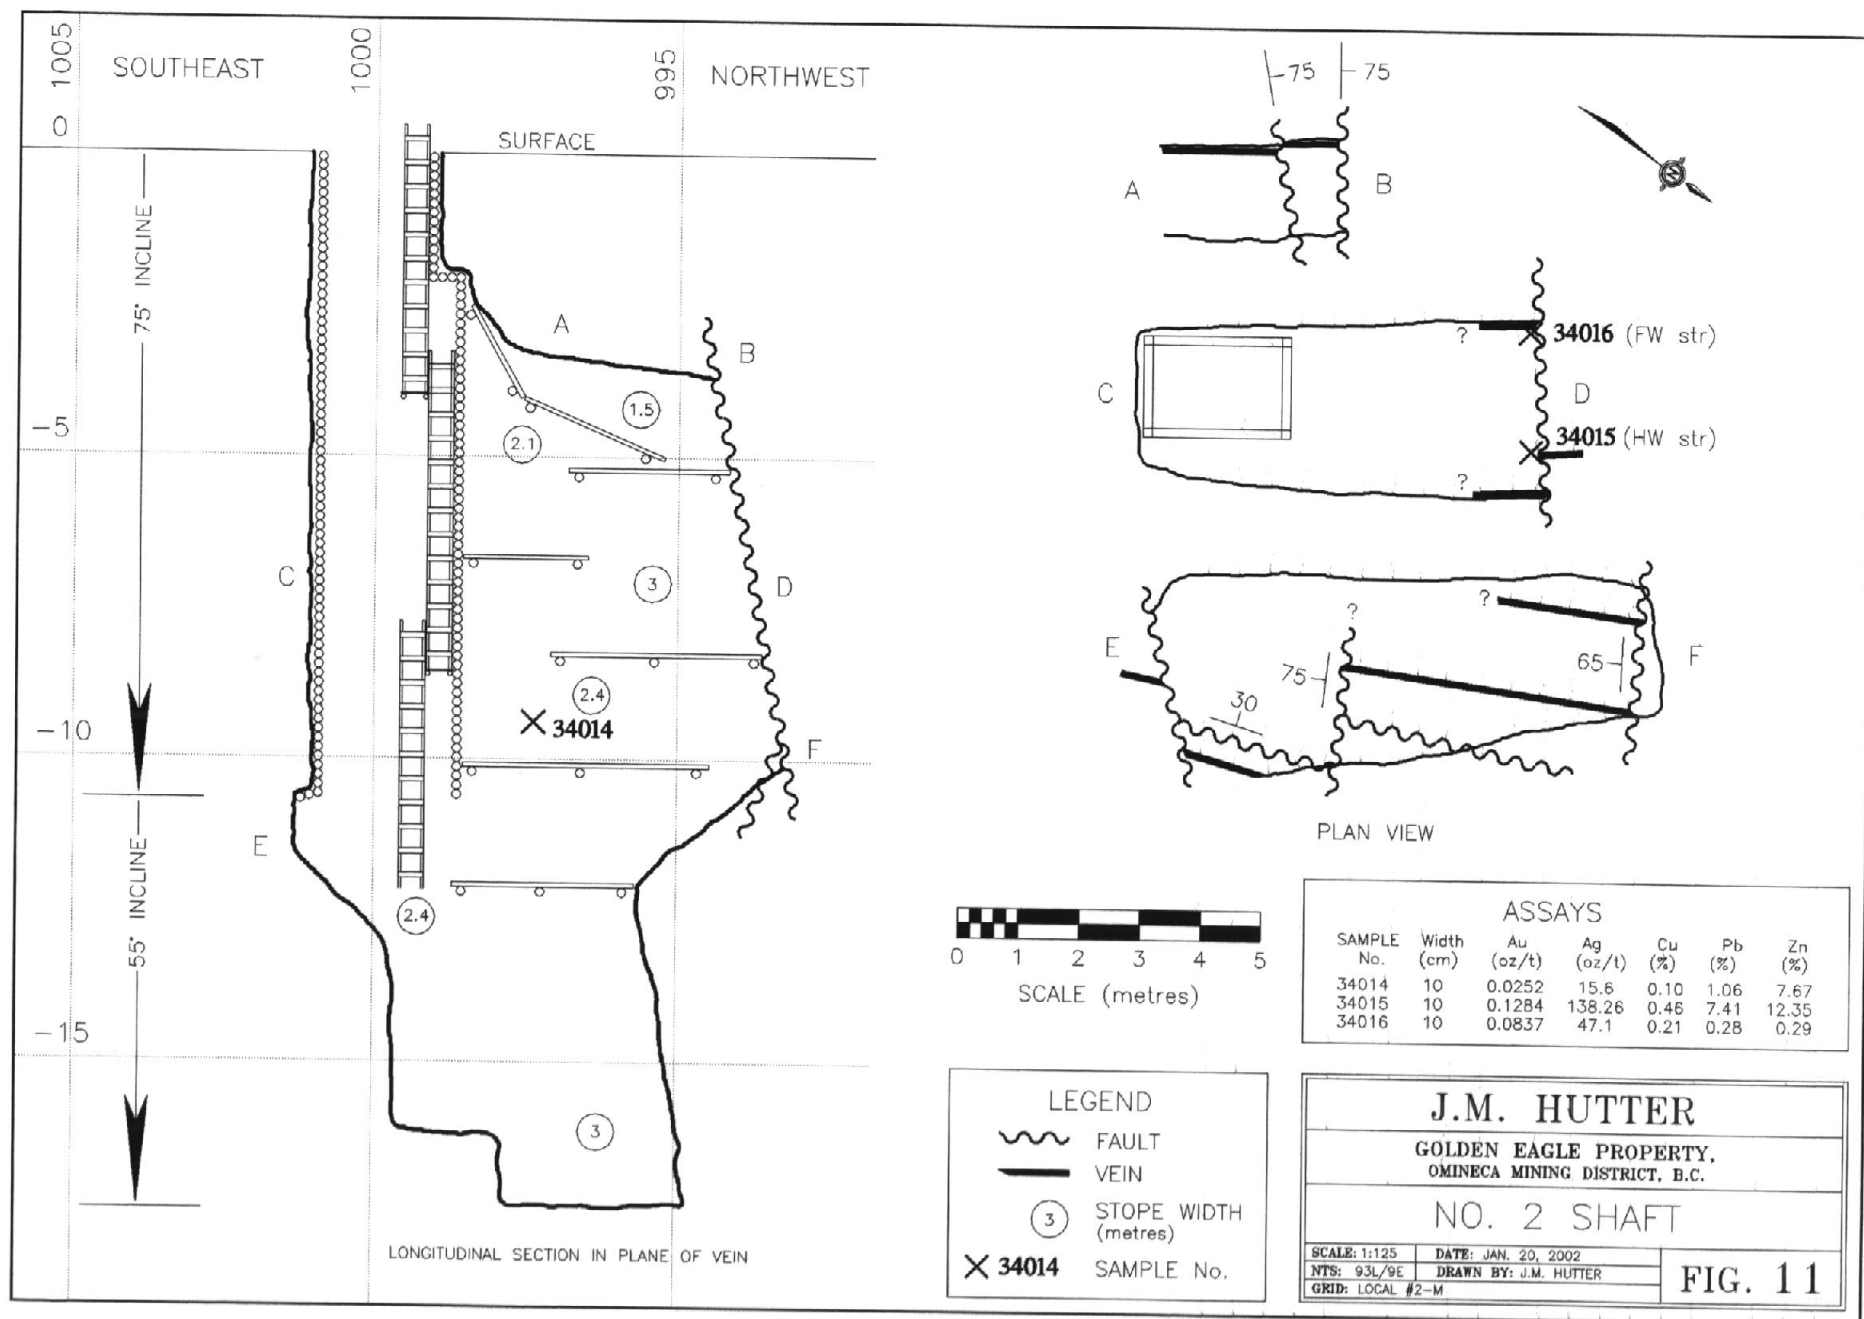 1005
SOUTHEAST
1000
995
NORTHWEST
0
SURFACE
75° INCLINE
A
B
-5
1.5
2.1
C
3
D
2.4
34014
-10
F
E
55° INCLINE
2.4
-15
3
LONGITUDINAL SECTION IN PLANE OF VEIN
75
75
A
B
N
?
34016 (FW str)
C
D
34015 (HW str)
?
?
?
E
F
75
65
30
PLAN VIEW
0 1 2 3 4 5
SCALE (metres)
ASSAYS
SAMPLE Width Au Ag Cu Pb Zn
No. (cm) (oz/t) (oz/t) (%) (%) (%)
34014 10 0.0252 15.6 0.10 1.06 7.67
34015 10 0.1284 138.26 0.46 7.41 12.35
34016 10 0.0837 47.1 0.21 0.28 0.29
LEGEND
FAULT
VEIN
3 STOPE WIDTH
(metres)
34014 SAMPLE No.
J.M. HUTTER
GOLDEN EAGLE PROPERTY,
OMINECA MINING DISTRICT, B.C.
NO. 2 SHAFT
SCALE: 1:125 DATE: JAN. 20, 2002
NTS: 93L/9E DRAWN BY: J.M. HUTTER
GRID: LOCAL #2-M
FIG. 11